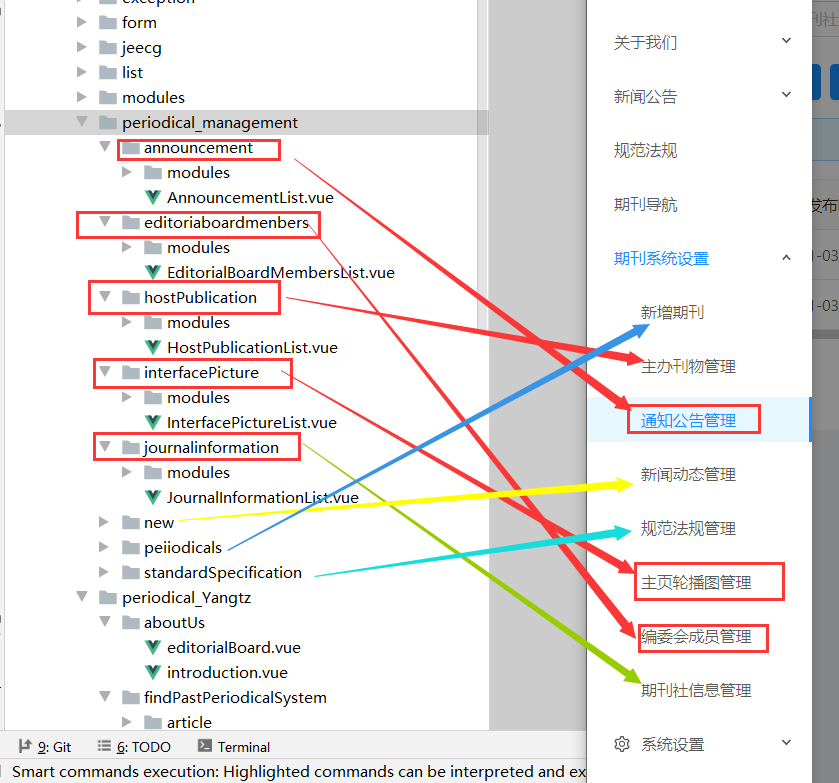 exception
form
jeecg
list
modules
periodical_management
announcement
modules
AnnouncementList.vue
editoriaboardmenbers
modules
EditorialBoardMembersList.vue
hostPublication
modules
HostPublicationList.vue
interfacePicture
modules
InterfacePictureList.vue
journalinformation
modules
JournalInformationList.vue
new
peiiodicals
standardSpecification
periodical_Yangtz
aboutUs
editorialBoard.vue
introduction.vue
findPastPeriodicalSystem
article
9: Git
6: TODO
Terminal
Smart commands execution: Highlighted commands can be interpreted and ex
关于我们
新闻公告
规范法规
期刊导航
期刊系统设置
新增期刊
主办刊物管理
通知公告管理
新闻动态管理
规范法规管理
主页轮播图管理
编委会成员管理
期刊社信息管理
系统设置
刊社
发布
-03
-03